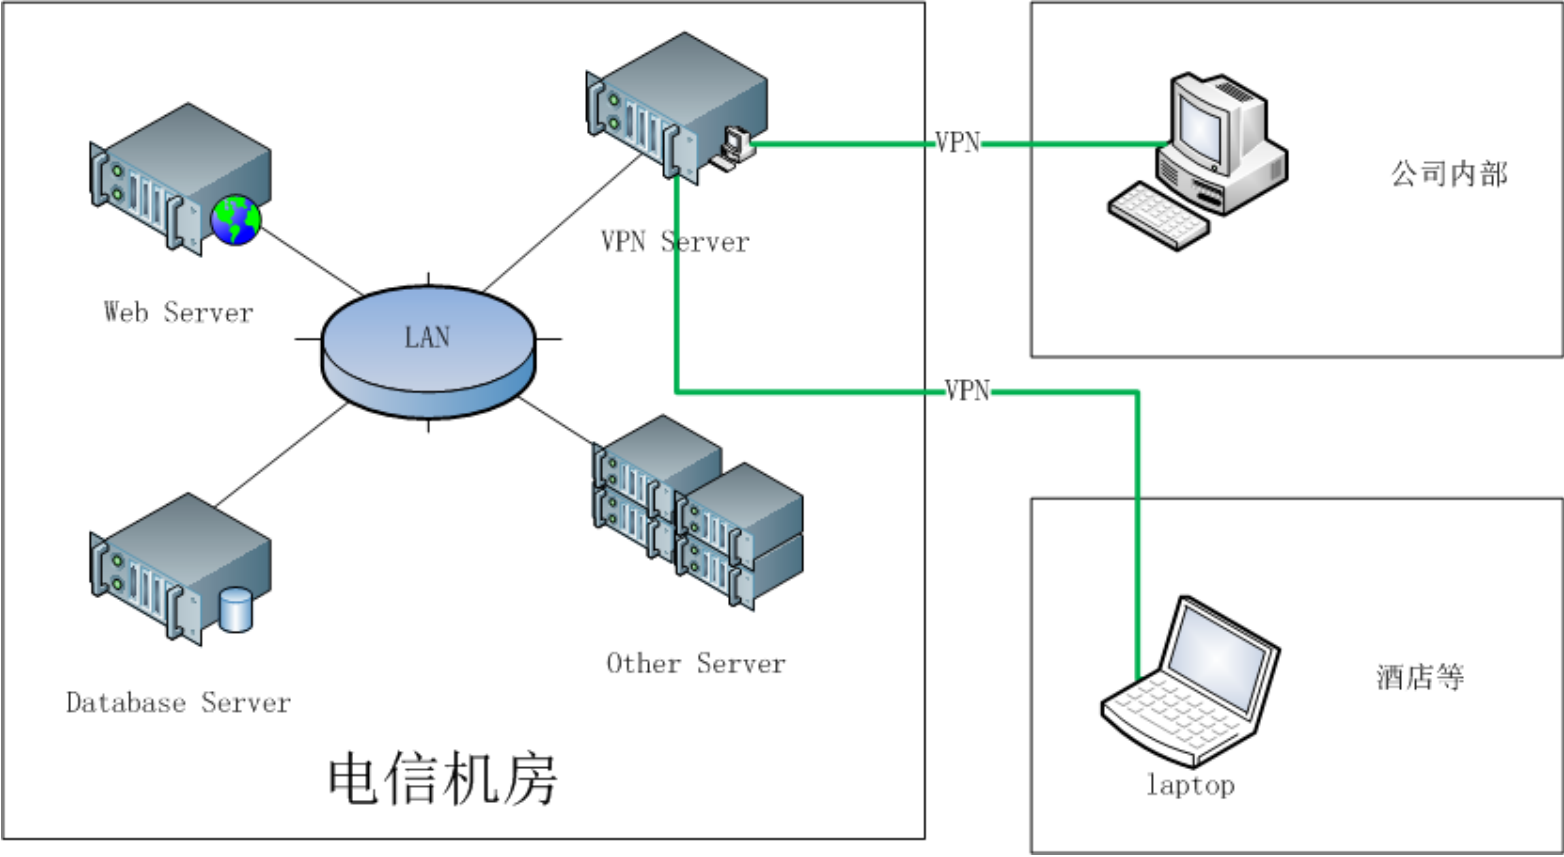 VPN
公司内部
VPN Server
Web Server
LAN
VPN
Other Server
酒店等
Database Server
电信机房
laptop